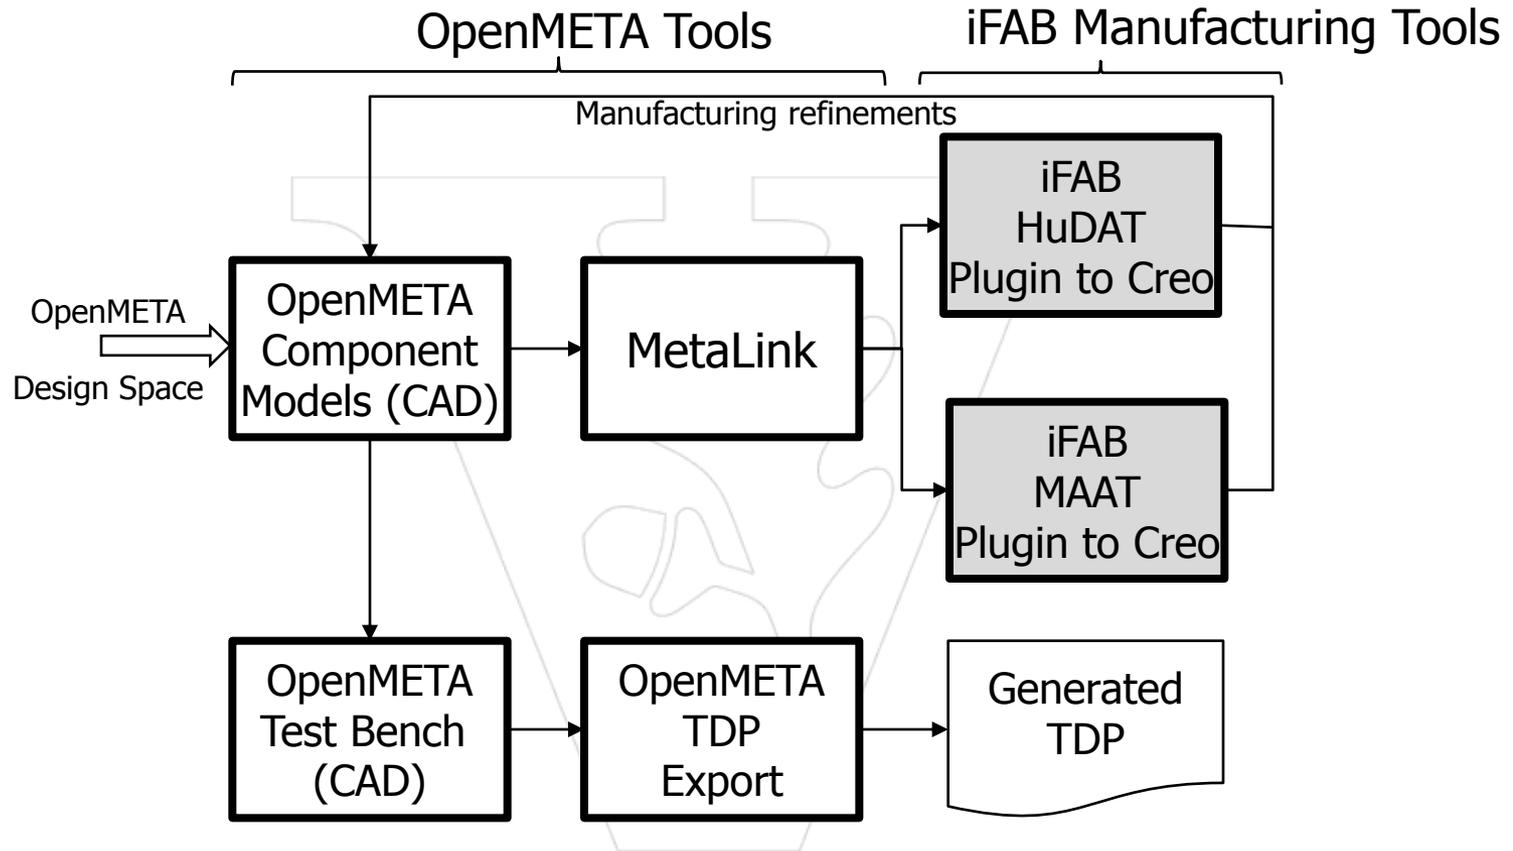 OpenMETA Tools
iFAB Manufacturing Tools
Manufacturing refinements
iFAB
HuDAT
Plugin to Creo
OpenMETA
Design Space
OpenMETA
Component
Models (CAD)
MetaLink
iFAB
MAAT
Plugin to Creo
OpenMETA
Test Bench
(CAD)
OpenMETA
TDP
Export
Generated
TDP